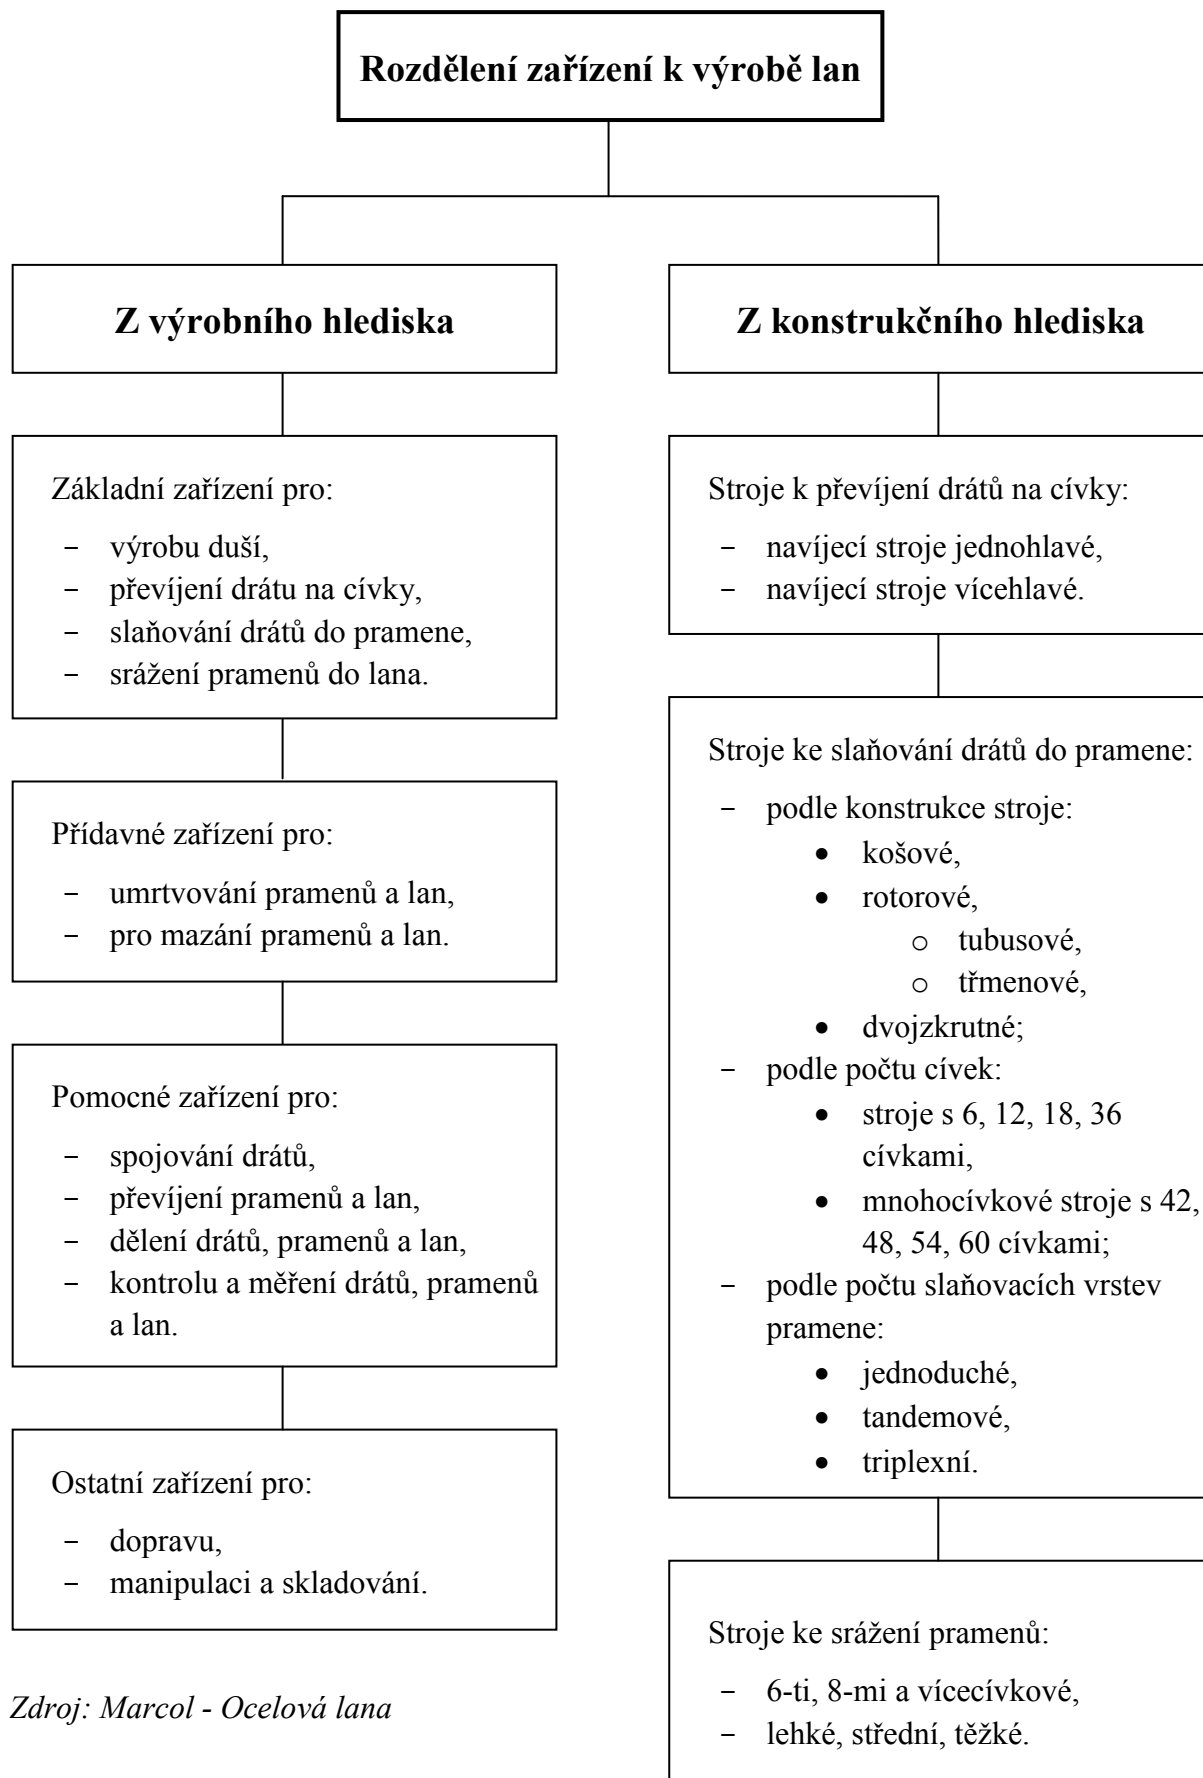 Rozdělení zařízení k výrobě lan
Z výrobního hlediska
Základní zařízení pro:
- výrobu duší,
- převíjení drátu na cívky,
- slaňování drátů do pramene,
- srážení pramenů do lana.
Přídavné zařízení pro:
- umrtvování pramenů a lan,
- pro mazání pramenů a lan.
Pomocné zařízení pro:
- spojování drátů,
- převíjení pramenů a lan,
- dělení drátů, pramenů a lan,
- kontrolu a měření drátů, pramenů
a lan.
Ostatní zařízení pro:
- dopravu,
- manipulaci a skladování.
Zdroj: Marcol - Ocelová lana
Z konstrukčního hlediska
Stroje k převíjení drátů na cívky:
- navíjecí stroje jednohlavé,
- navíjecí stroje vícehlavé.
Stroje ke slaňování drátů do pramene:
- podle konstrukce stroje:
• košové,
• rotorové,
o tubusové,
o třmenové,
• dvojzkrutné;
- podle počtu cívek:
• stroje s 6, 12, 18, 36
cívkami,
• mnohocívkové stroje s 42,
48, 54, 60 cívkami;
- podle počtu slaňovacích vrstev
pramene:
• jednoduché,
• tandemové,
• triplexní.
Stroje ke srážení pramenů:
- 6-ti, 8-mi a vícecívkové,
- lehké, střední, těžké.